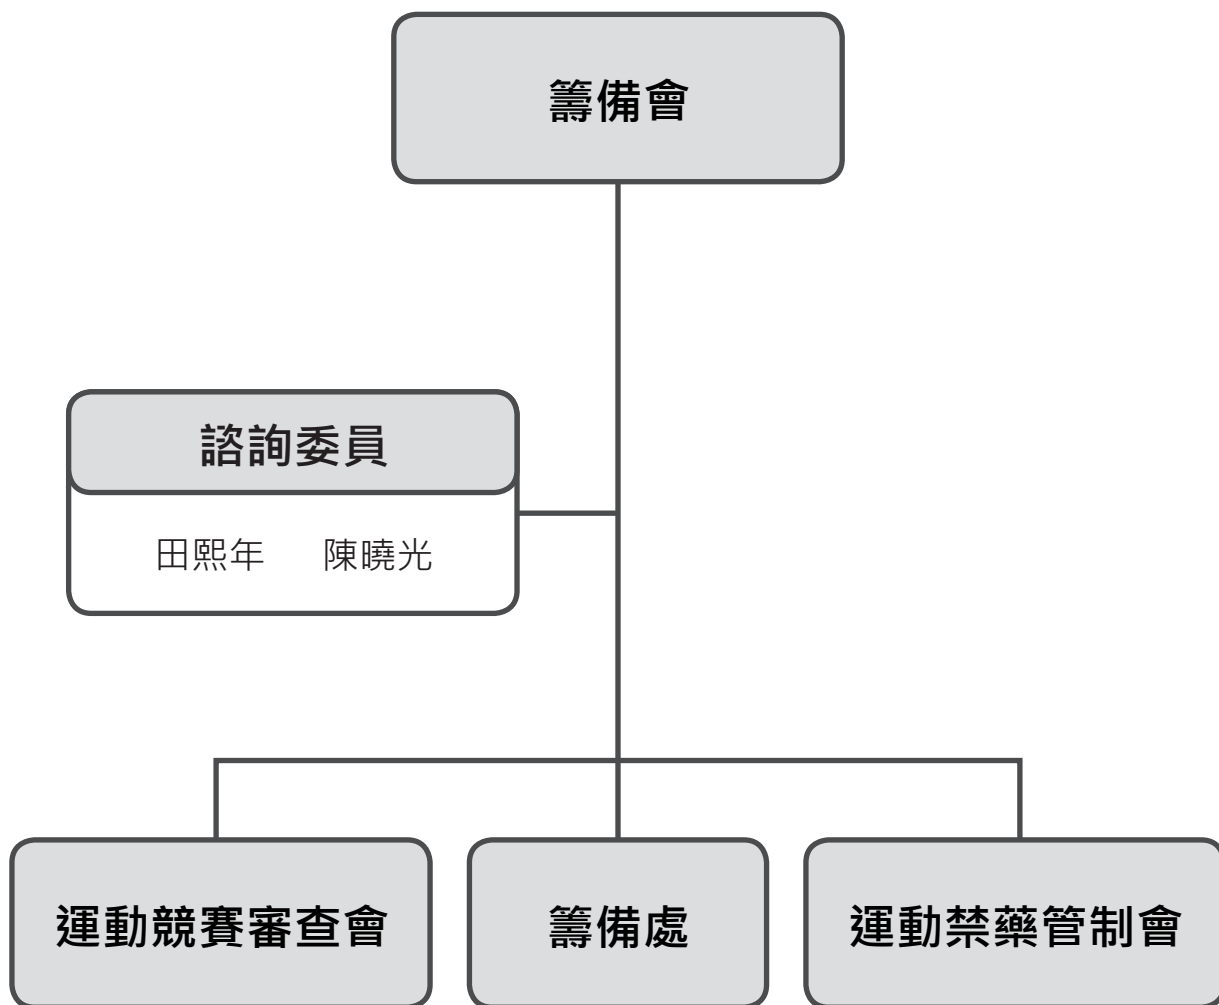 籌備會
諮詢委員
田熙年 陳曉光
運動競賽審查會
籌備處
運動禁藥管制會